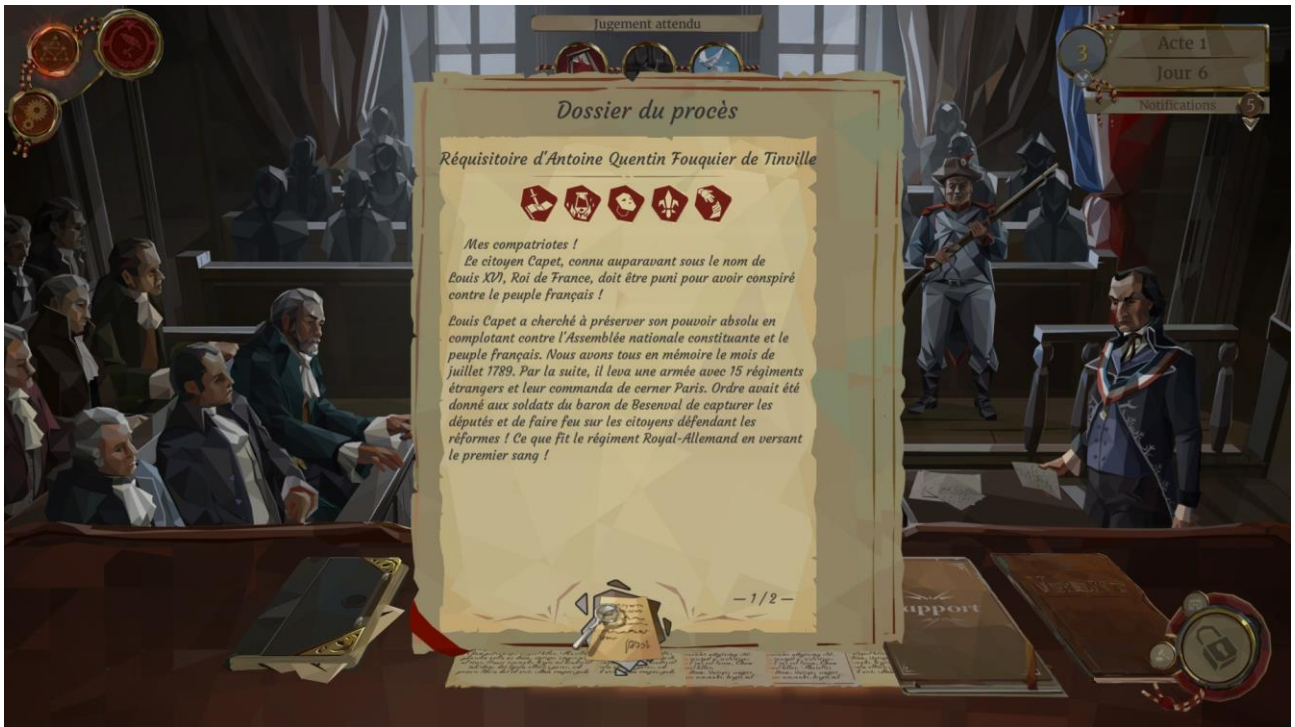 Jugement attendu
3
Acte 1
Jour 6
Notifications 5
Dossier du procès
Réquisitoire d'Antoine Quentin Fouquier de Tinville
Mes compatriotes !
Le citoyen Capet, connu auparavant sous le nom de
Louis XVI, Roi de France, doit être puni pour avoir conspiré
contre le peuple français !
Louis Capet a cherché à préserver son pouvoir absolu en
complotant contre l'Assemblée nationale constituante et le
peuple français. Nous avons tous en mémoire le mois de
juillet 1789. Par la suite, il leva une armée avec 15 régiments
étrangers et leur commanda de cerner Paris. Ordre avait été
donné aux soldats du baron de Besenval de capturer les
députés et de faire feu sur les citoyens défendant les
réformes ! Ce que fit le régiment Royal-Allemand en versant
le premier sang !
— 1/2 —
apport